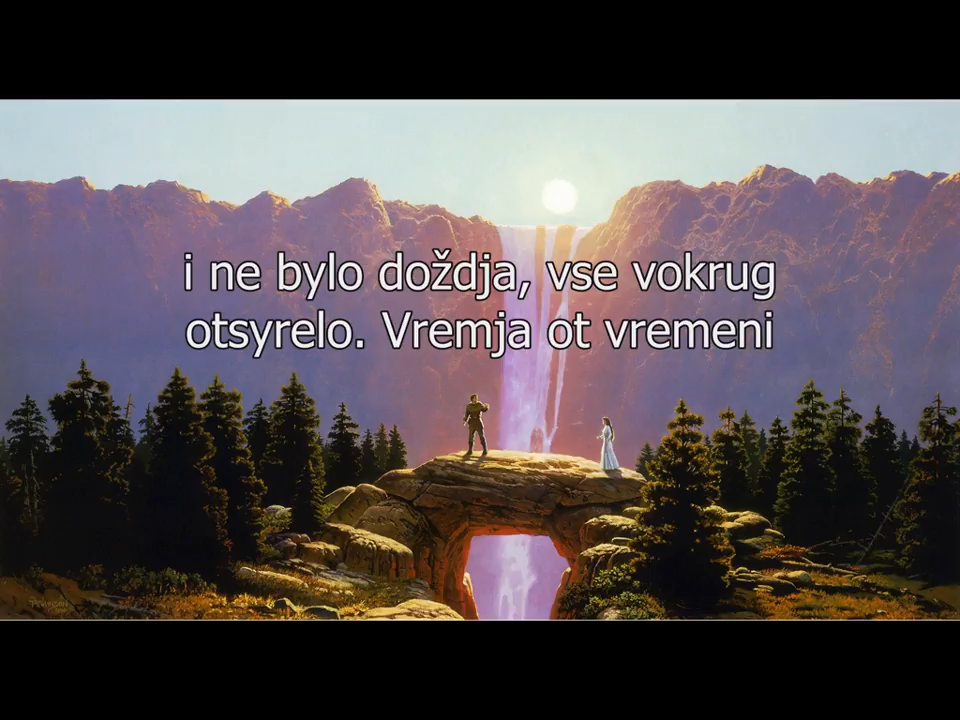 i ne bylo doždja, vse vokrug
otsyrelo. Vremja ot vremeni